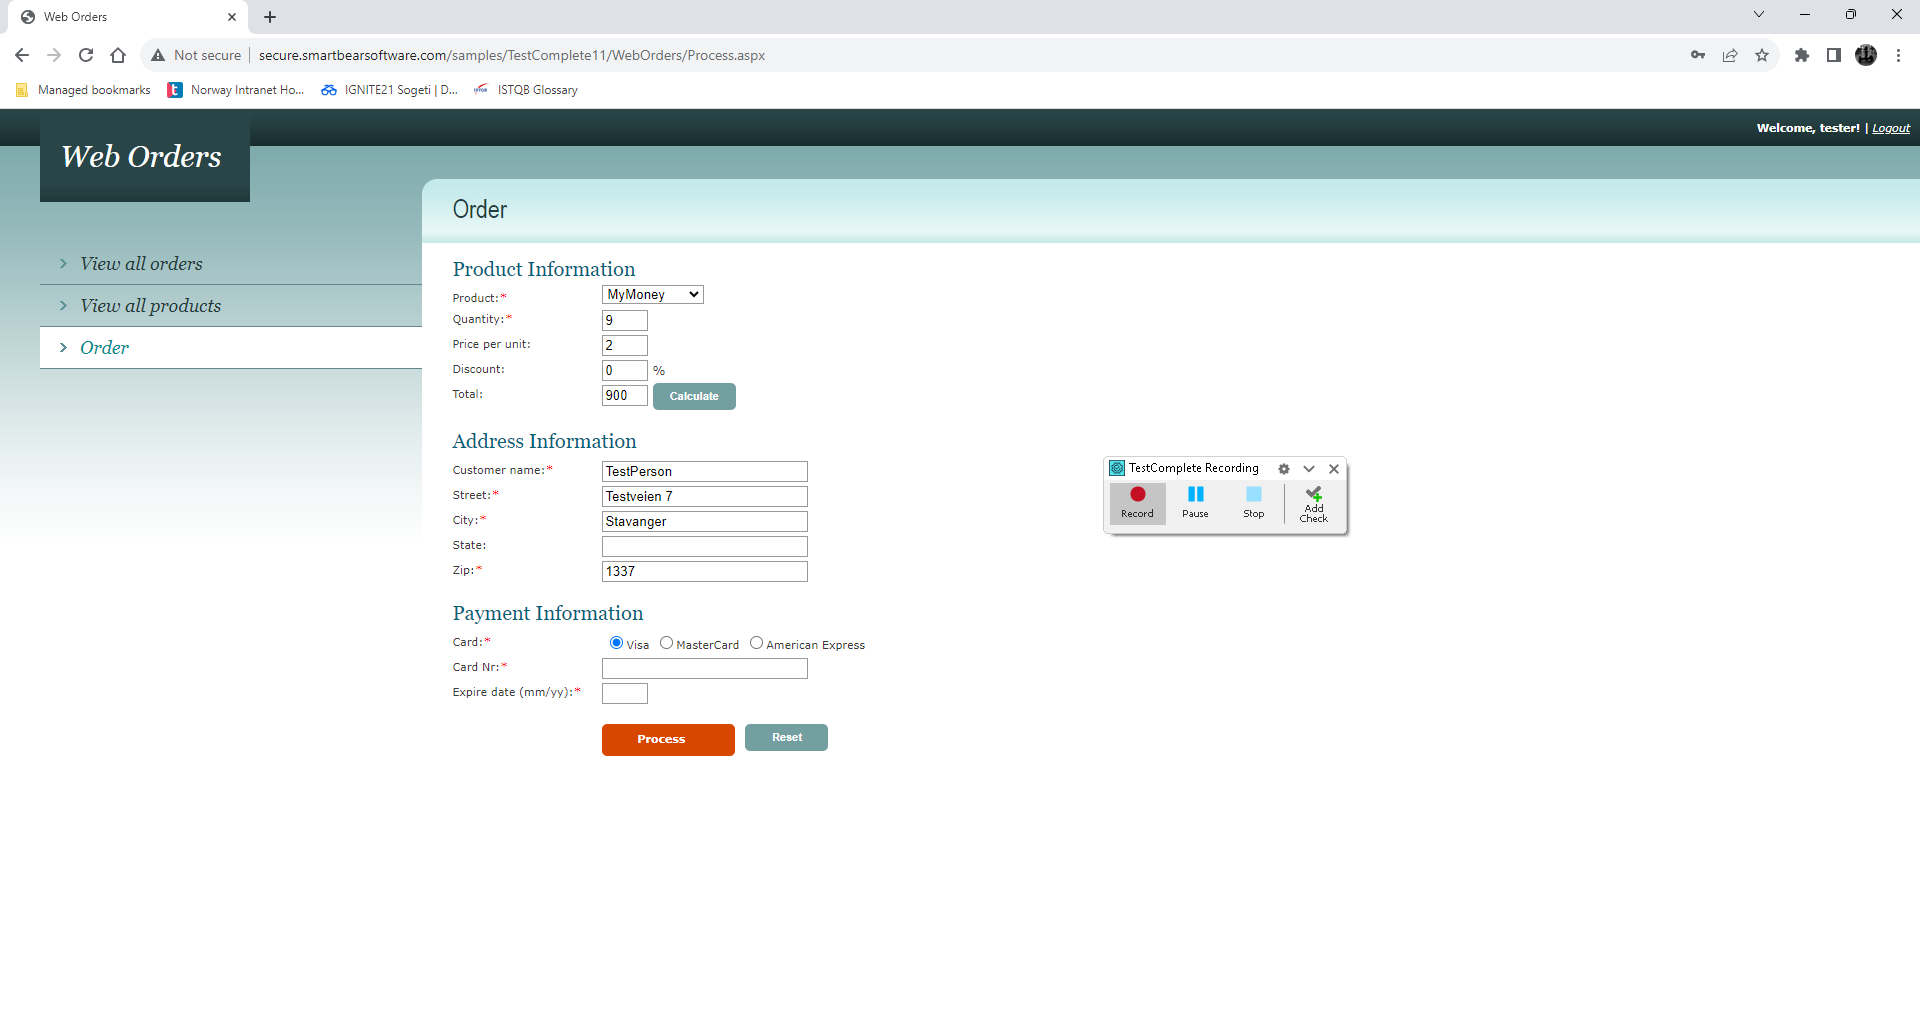 Web Orders
Not secure
secure.smartbearsoftware.com/samples/TestComplete11/WebOrders/Process.aspx
Managed bookmarks
Norway Intranet Ho...
IGNITE21 Sogeti | D...
ISTQB Glossary
Welcome, tester! | Logout
Web Orders
Order
View all orders
View all products
Order
Product Information
Product:* MyMoney
Quantity:* 9
Price per unit: 2
Discount: 0 %
Total: 900 Calculate
Address Information
Customer name:* TestPerson
Street:* Testveien 7
City:* Stavanger
State:
Zip:* 1337
Payment Information
Card:* Visa MasterCard American Express
Card Nr:*
Expire date (mm/yy):*
Process Reset
TestComplete Recording
Record Pause Stop Add Check